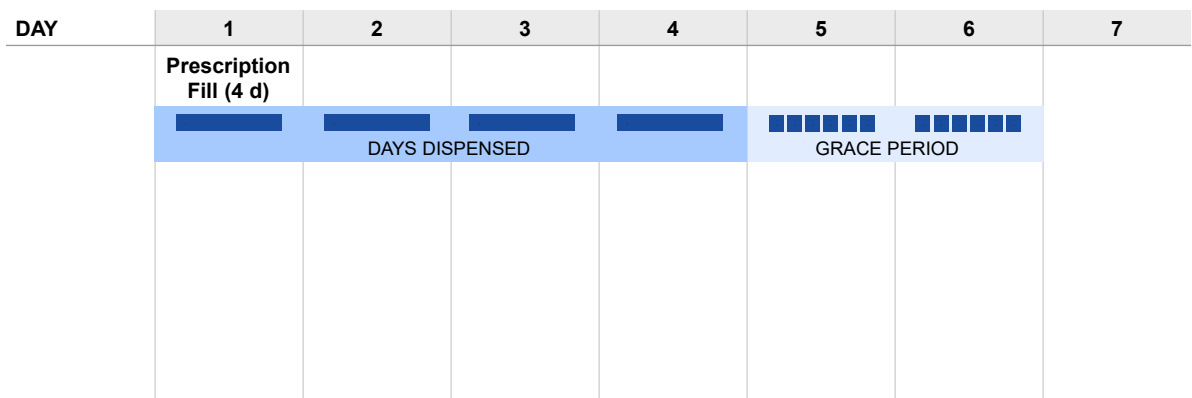 DAY 1 2 3 4 5 6 7
Prescription
Fill (4 d)
DAYS DISPENSED GRACE PERIOD